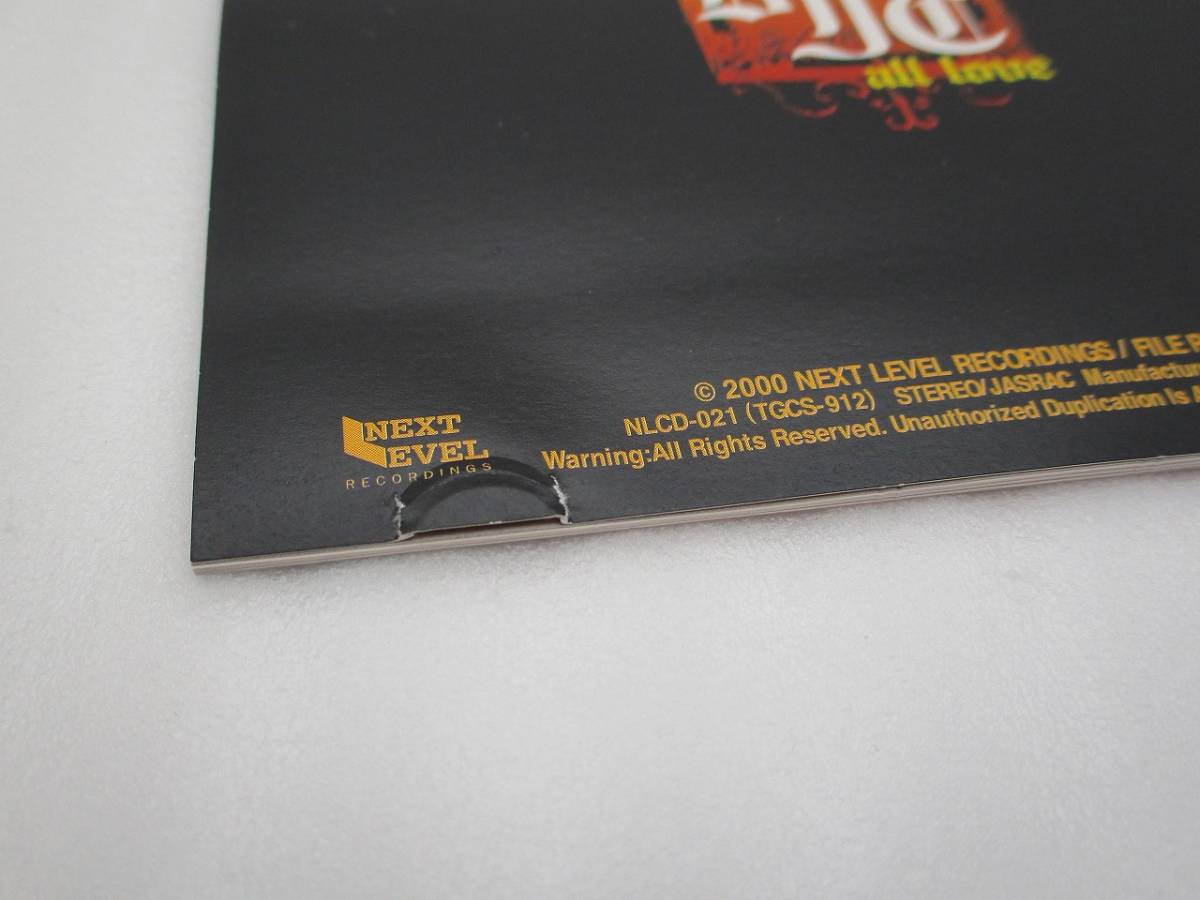 all love
© 2000 NEXT LEVEL RECORDINGS / FILE
NLCD-021 (TGCS-912) STEREO/JASRAC
Warning:All Rights Reserved. Unauthorized Duplication Is
NEXT
LEVEL
RECORDINGS